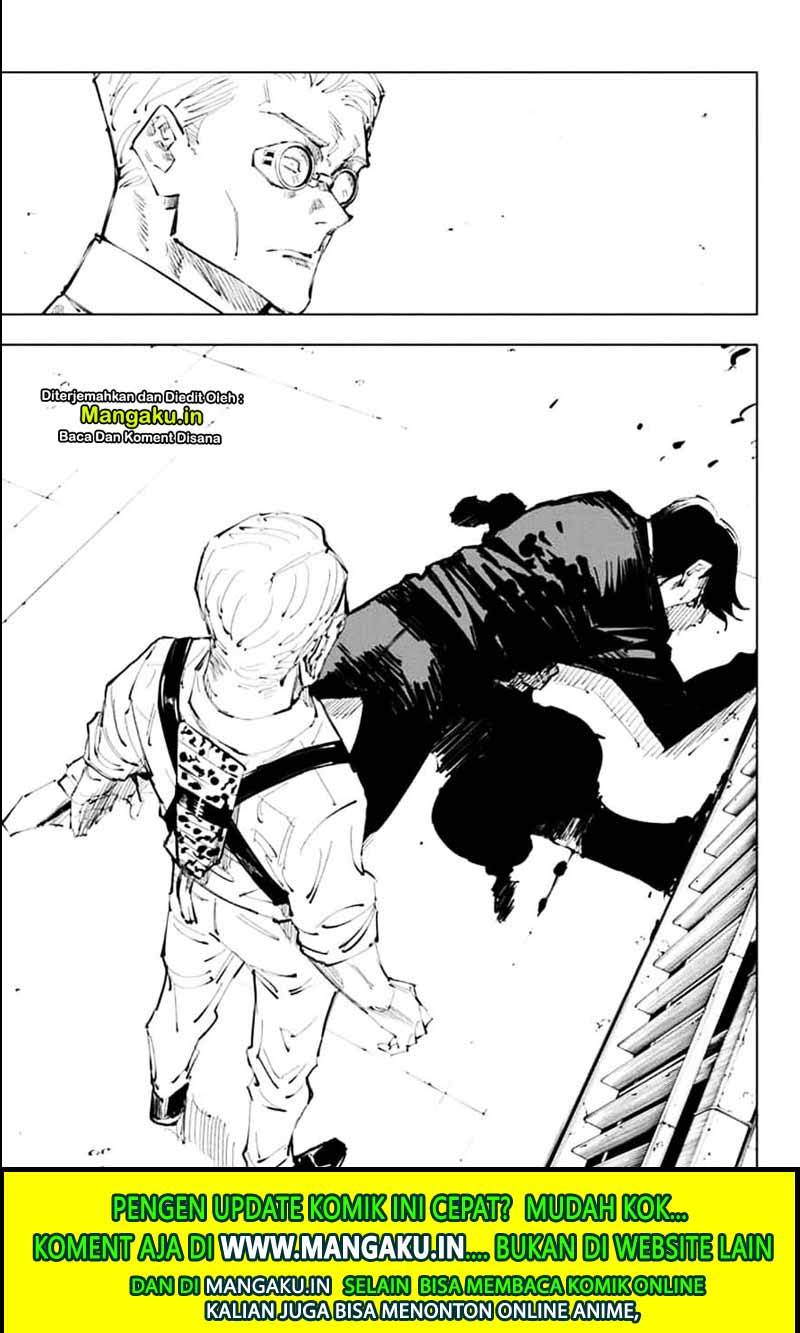 Diterjemahkan dan Diedit Oleh :
Mangaku.in
Baca Dan Koment Disana
PENGEN UPDATE KOMIK INI CEPAT? MUDAH KOK...
KOMENT AJA DI WWW.MANGAKU.IN.... BUKAN DI WEBSITE LAIN
DAN DI MANGAKU.IN SELAIN BISA MEMBACA KOMIK ONLINE
KALIAN JUGA BISA MENONTON ONLINE ANIME,